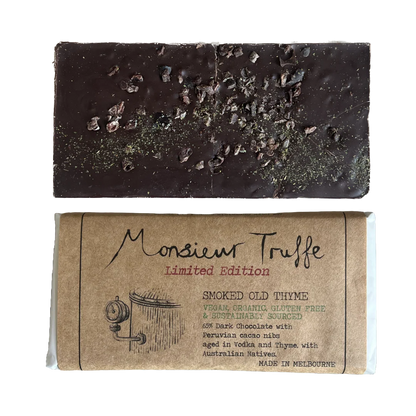 Monsieur Truffe
Limited Edition
SMOKED OLD THYME
VEGAN, ORGANIC, GLUTEN FREE
& SUSTAINABLY SOURCED
60% Dark Chocolate with
Peruvian cacao nibs
aged in Vodka and Thyme, with
Australian Natives.
MADE IN MELBOURNE